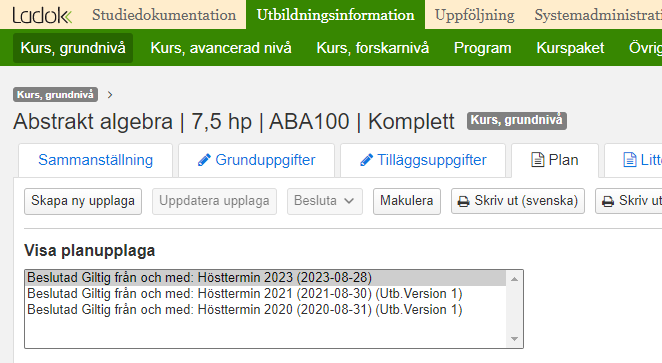 Ladok Studiedokumentation Utbildningsinformation Uppföljning Systemadministrati
Kurs, grundnivå Kurs, avancerad nivå Kurs, forskarnivå Program Kurspaket Övrig
Kurs, grundnivå >
Abstrakt algebra | 7,5 hp | ABA100 | Komplett Kurs, grundnivå
Sammanställning Grunduppgifter Tilläggsuppgifter Plan Litt
Skapa ny upplaga Uppdatera upplaga Besluta Makulera Skriv ut (svenska) Skriv ut
Visa planupplaga
Beslutad Giltig från och med: Hösttermin 2023 (2023-08-28)
Beslutad Giltig från och med: Hösttermin 2021 (2021-08-30) (Utb.Version 1)
Beslutad Giltig från och med: Hösttermin 2020 (2020-08-31) (Utb.Version 1)